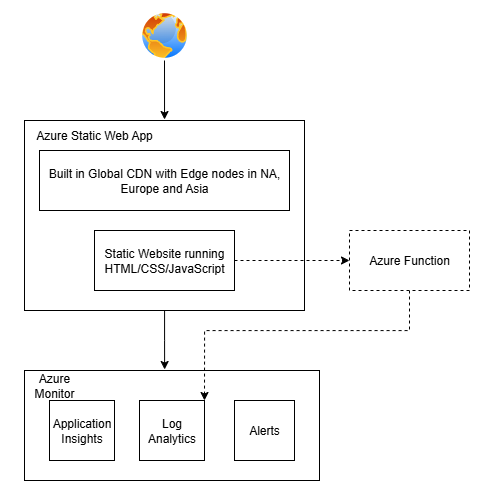 Azure Static Web App
Built in Global CDN with Edge nodes in NA,
Europe and Asia
Static Website running
HTML/CSS/JavaScript
Azure Function
Azure
Monitor
Application
Insights
Log
Analytics
Alerts